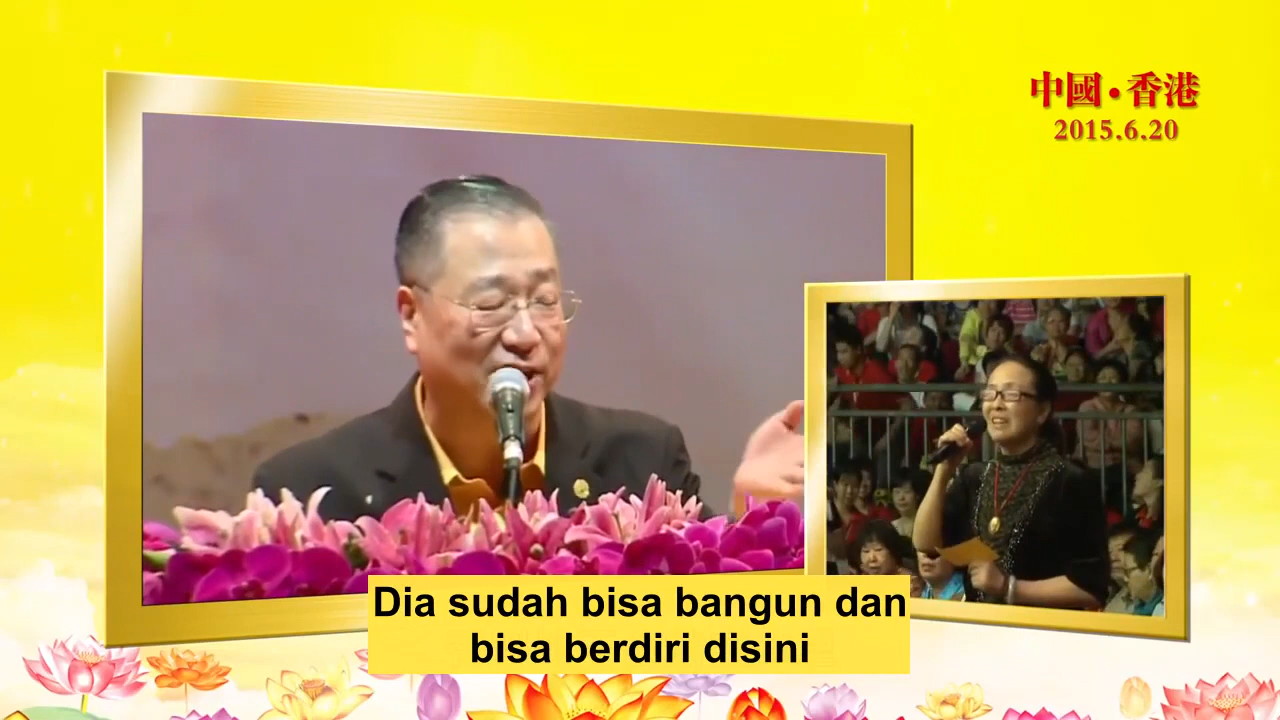 中國·香港
2015.6.20
Dia sudah bisa bangun dan
bisa berdiri disini